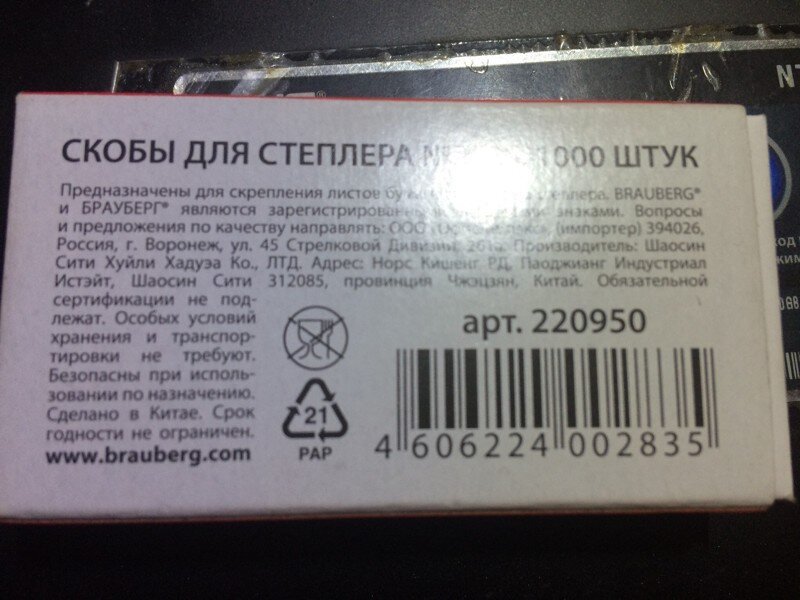 СКОБЫ ДЛЯ СТЕПЛЕРА 1000 ШТУК
Предназначены для скрепления листов степлера. BRAUBERG®
и БРАУБЕРГ® являются зарегистрирован знаками. Вопросы
и предложения по качеству направлять: ООО (импортер) 394026,
Россия, г. Воронеж, ул. 45 Стрелковой Дивизии, Производитель: Шаосин
Сити Хуйли Хадуэа Ко., ЛТД. Адрес: Норс Кишенг РД, Паоджианг Индустриал
Истэйт, Шаосин Сити 312085, провинция Чжэцзян, Китай. Обязательной
сертификации не под-
лежат. Особых условий
хранения и транспор-
тировки не требуют.
Безопасны при исполь-
зовании по назначению.
Сделано в Китае. Срок
годности не ограничен.
www.brauberg.com
21
PAP
арт. 220950
4 606224 002835